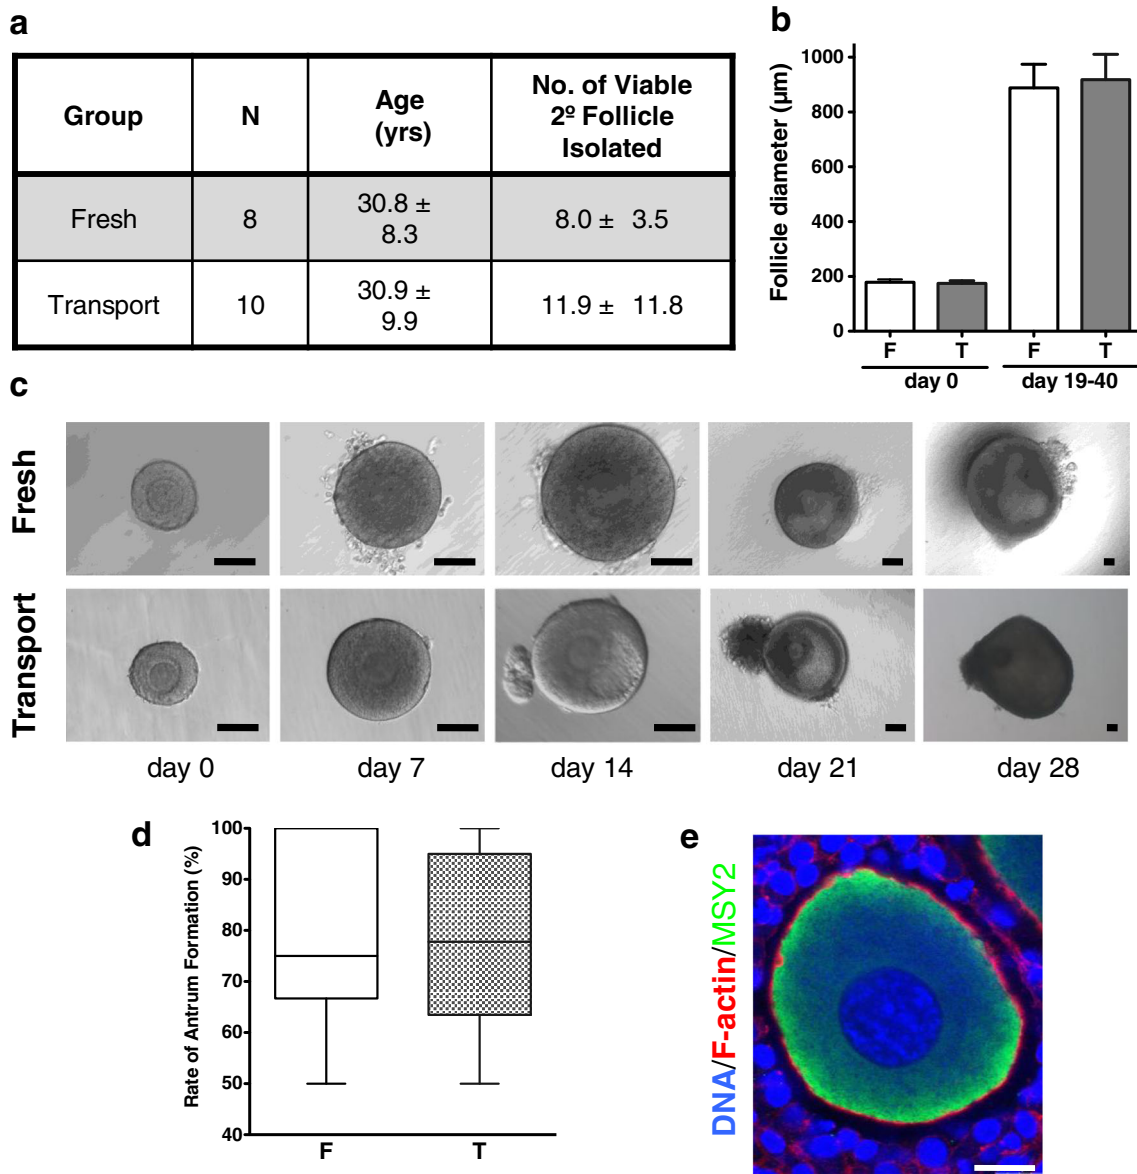 a
Group N Age (yrs) No. of Viable 2º Follicle Isolated
Fresh 8 30.8 ± 8.3 8.0 ± 3.5
Transport 10 30.9 ± 9.9 11.9 ± 11.8
b
Follicle diameter (µm)
1000
800
600
400
200
0
F T F T
day 0 day 19-40
c
Fresh
Transport
day 0 day 7 day 14 day 21 day 28
d
Rate of Antrum Formation (%)
100
90
80
70
60
50
40
F T
e
DNA/F-actin/MSY2